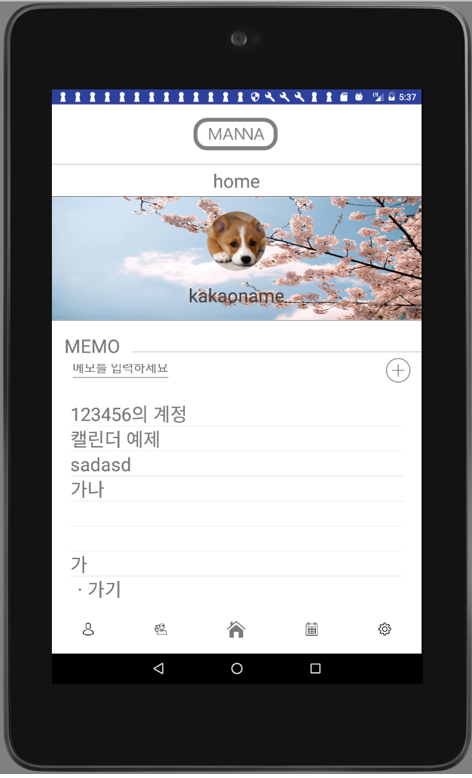 5:37
MANNA
home
kakaoname
MEMO
메모를 입력하세요
123456의 계정
캘린더 예제
sadasd
가나
가
· 가기